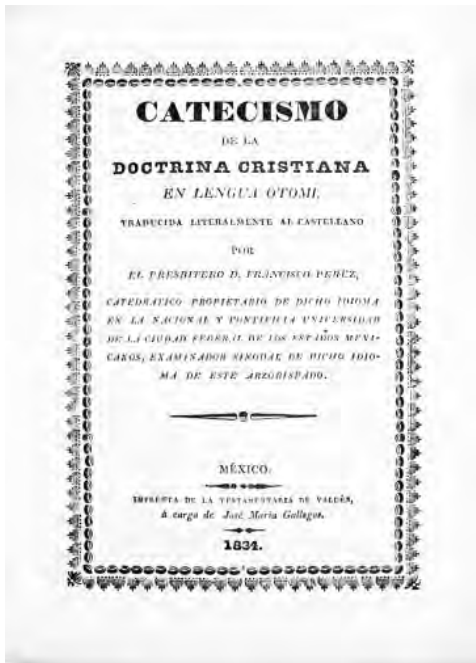 CATECISMO
DE LA
DOCTRINA CRISTIANA
EN LENGUA OTOMI,
TRADUCIDA LITERALMENTE AL CASTELLANO
POR
EL PRESBITERO D. FRANCISCO PEREZ,
CATEDRATICO PROPIETARIO DE DICHO IDIOMA
EN LA NACIONAL Y PONTIFICIA UNIVERSIDAD
DE LA CIUDAD FEDERAL DE LOS ESTADOS MEXI-
CANOS, EXAMINADOR SINODAL DE DICHO IDIO-
MA DE ESTE ARZOBISPADO.
MÉXICO:
IMPRENTA DE LA TESTAMENTARIA DE VALDÉS,
á cargo de José Maria Gallegos.
1834.